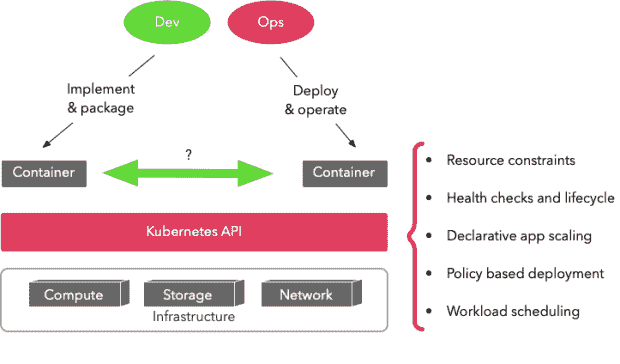 Dev
Ops
Implement
& package
Deploy
& operate
?
Container
Container
Kubernetes API
Compute
Storage
Network
Infrastructure
• Resource constraints
• Health checks and lifecycle
• Declarative app scaling
• Policy based deployment
• Workload scheduling